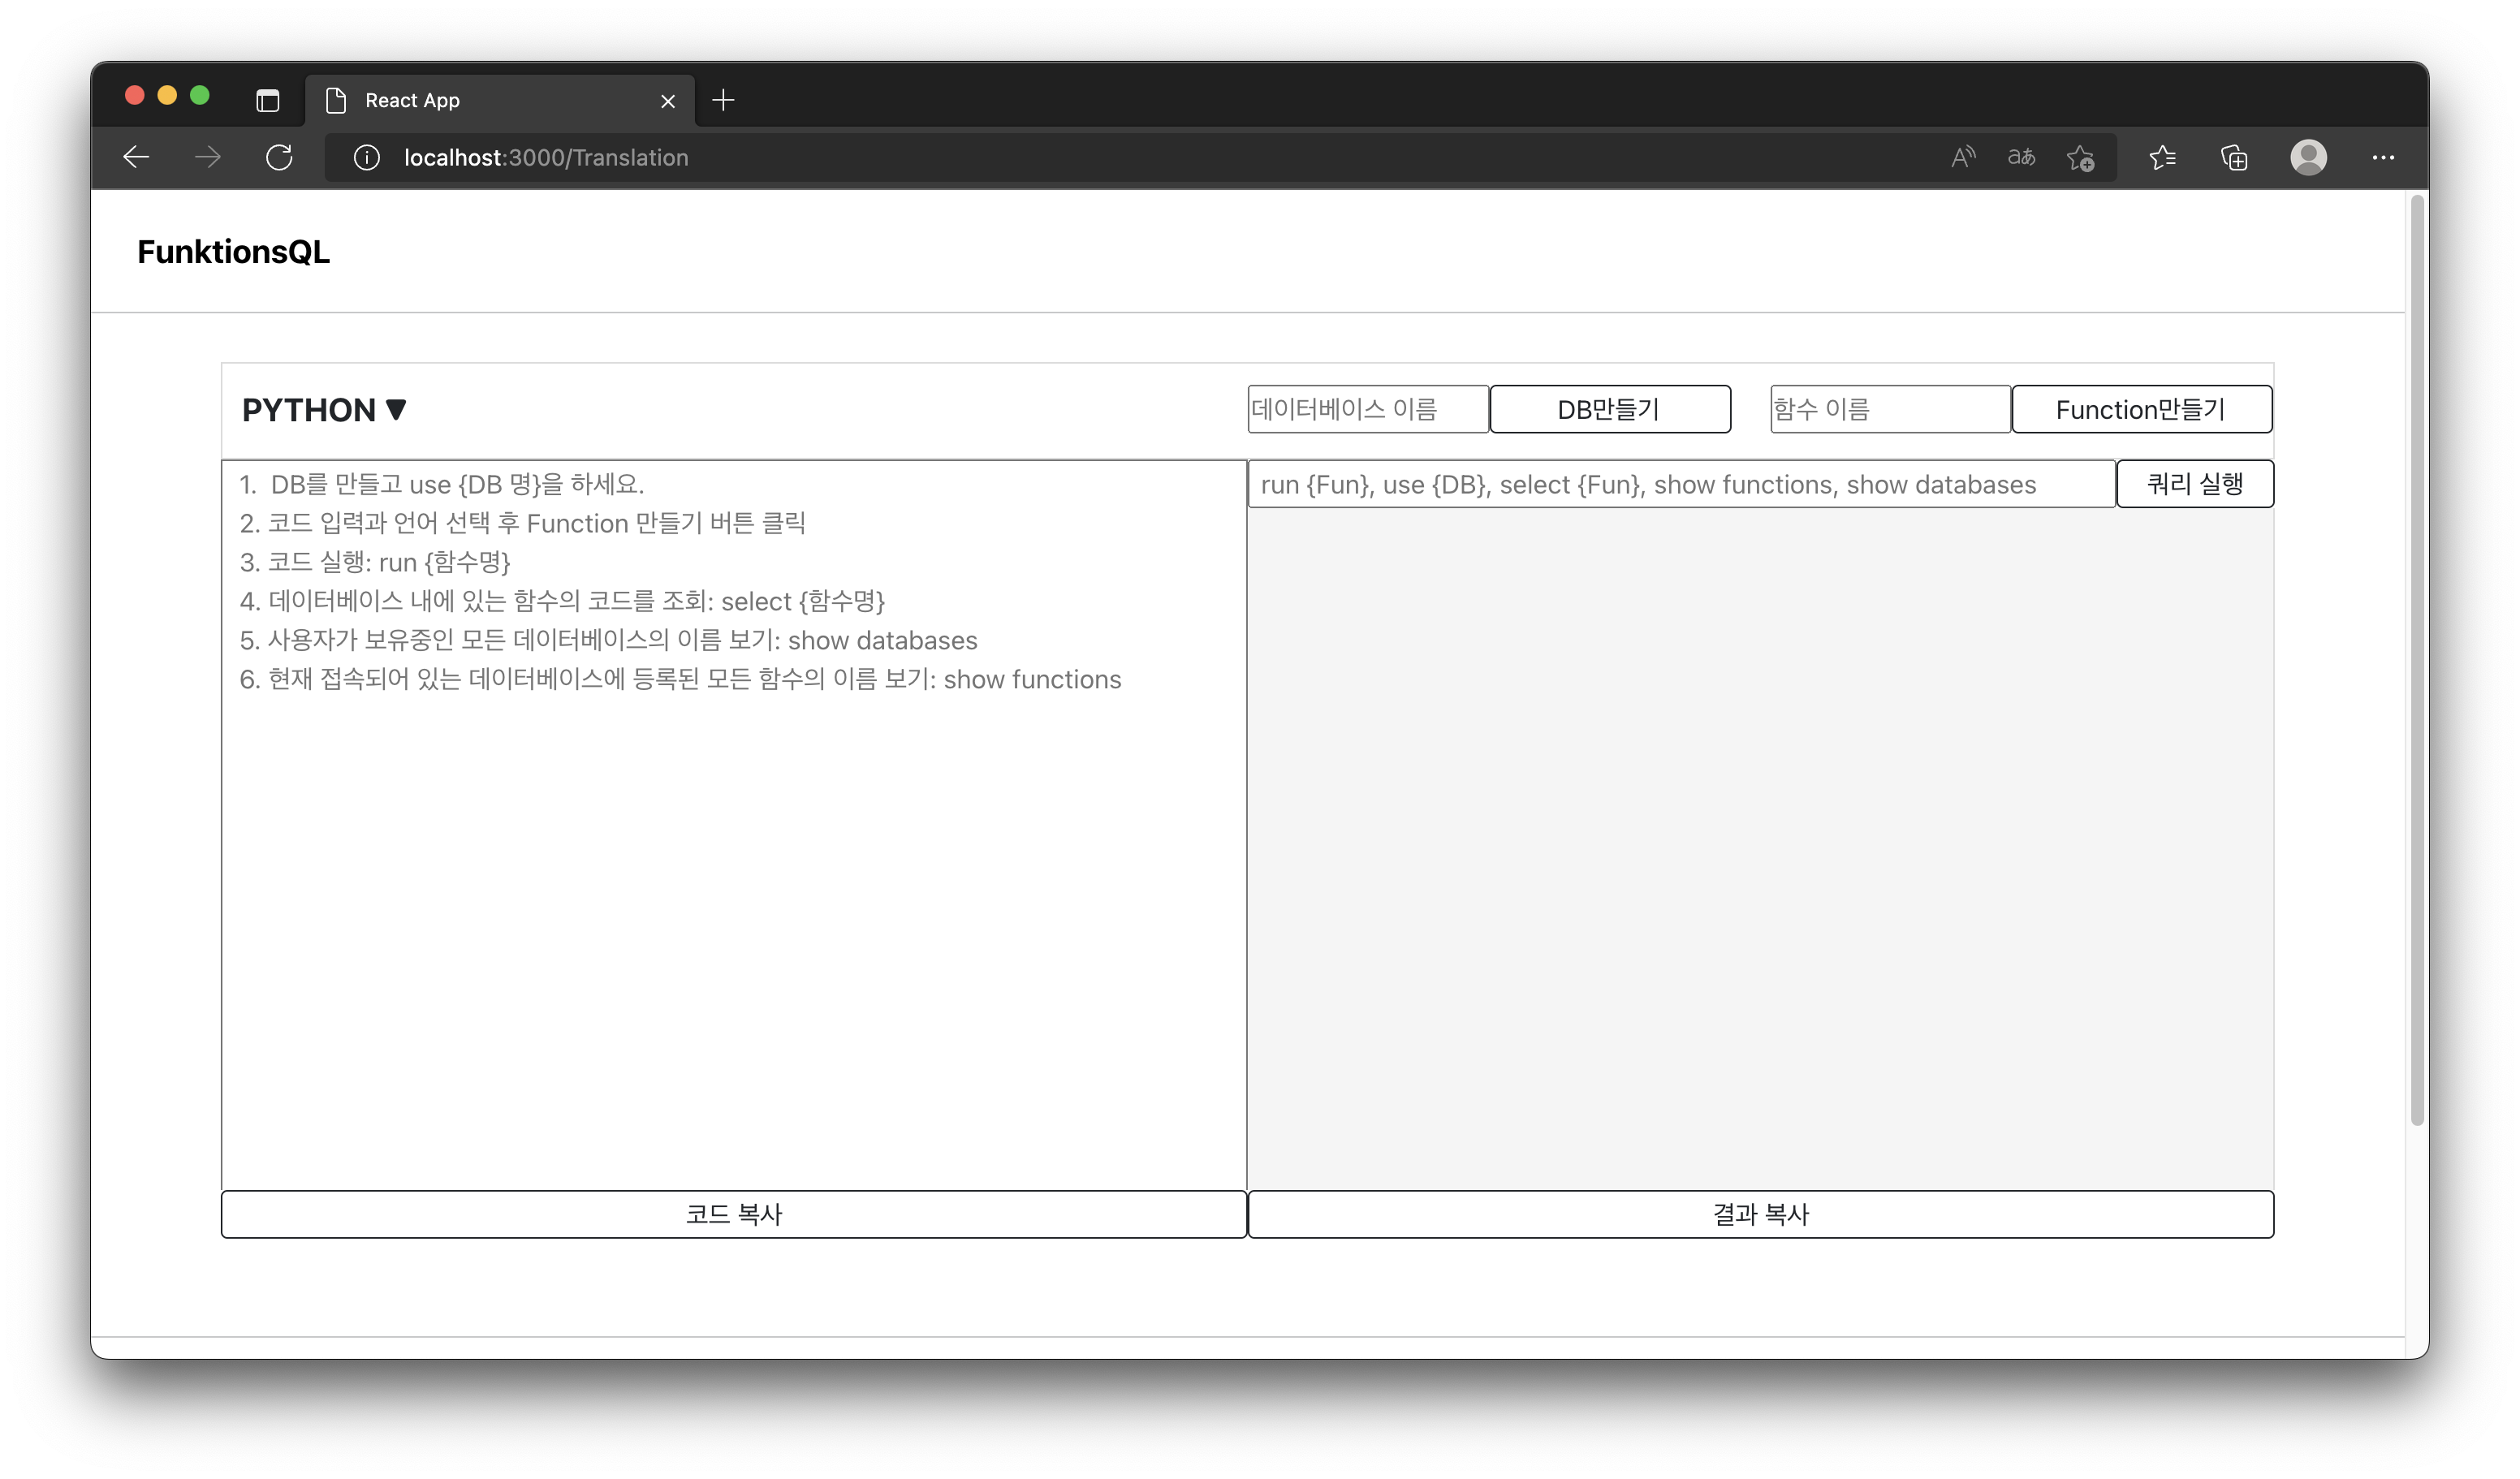 React App
localhost:3000/Translation
FunktionsQL
PYTHON ▼
데이터베이스 이름
DB만들기
함수 이름
Function만들기
1.  DB를 만들고 use {DB 명}을 하세요.
2. 코드 입력과 언어 선택 후 Function 만들기 버튼 클릭
3. 코드 실행: run {함수명}
4. 데이터베이스 내에 있는 함수의 코드를 조회: select {함수명}
5. 사용자가 보유중인 모든 데이터베이스의 이름 보기: show databases
6. 현재 접속되어 있는 데이터베이스에 등록된 모든 함수의 이름 보기: show functions
run {Fun}, use {DB}, select {Fun}, show functions, show databases
쿼리 실행
코드 복사
결과 복사